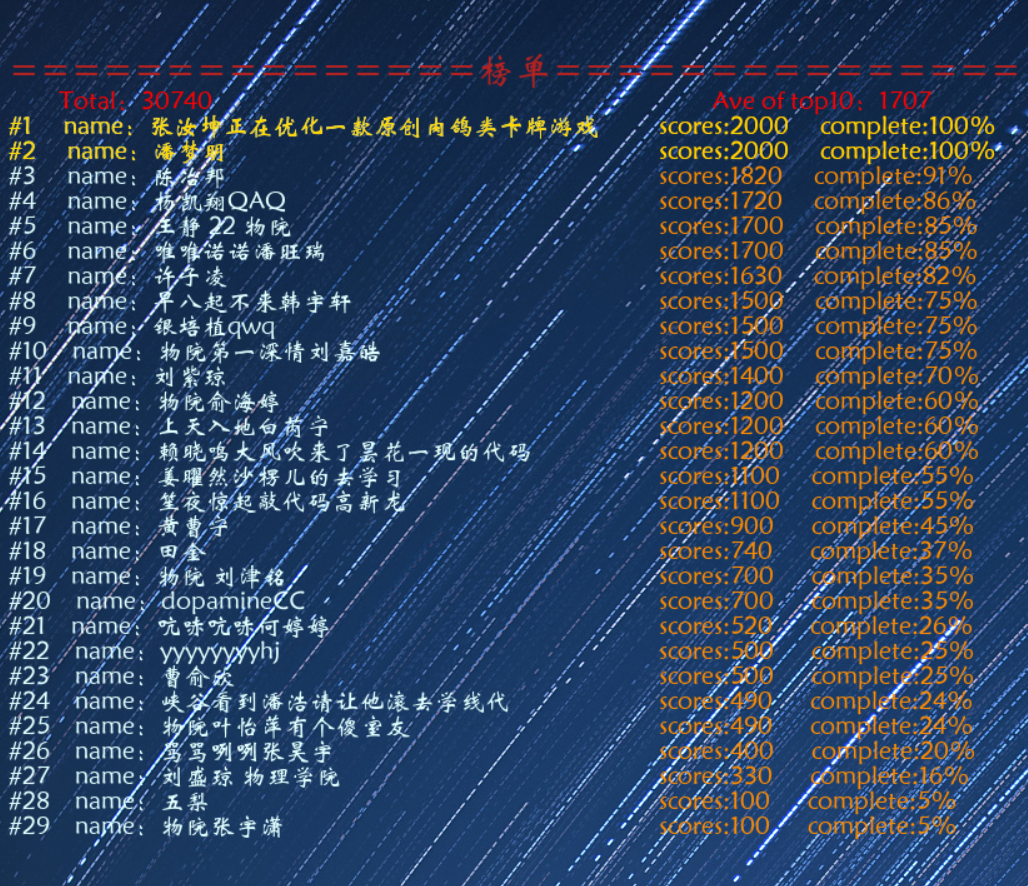 ===============榜单===============
Total：30740 Ave of top10：1707
#1 name：张汝坤正在优化一款原创肉鸽类卡牌游戏 scores:2000 complete:100%
#2 name：潘梦明 scores:2000 complete:100%
#3 name：陈治邦 scores:1820 complete:91%
#4 name：杨凯翔QAQ scores:1720 complete:86%
#5 name：王静 22 物院 scores:1700 complete:85%
#6 name：唯唯诺诺潘旺瑞 scores:1700 complete:85%
#7 name：许子凌 scores:1630 complete:82%
#8 name：早八起不来韩宇轩 scores:1500 complete:75%
#9 name：银培植qwq scores:1500 complete:75%
#10 name：物院第一深情刘嘉皓 scores:1500 complete:75%
#11 name：刘紫琼 scores:1400 complete:70%
#12 name：物院俞海婷 scores:1200 complete:60%
#13 name：上天入地白芮宁 scores:1200 complete:60%
#14 name：赖晓鸣大风吹来了昙花一现的代码 scores:1200 complete:60%
#15 name：姜曜然沙楞儿的去学习 scores:1100 complete:55%
#16 name：笙夜惊起敲代码高新龙 scores:1100 complete:55%
#17 name：黄曹宁 scores:900 complete:45%
#18 name：田金 scores:740 complete:37%
#19 name：物院 刘津铭 scores:700 complete:35%
#20 name：dopamineCC scores:700 complete:35%
#21 name：吭哧吭哧何婷婷 scores:520 complete:26%
#22 name：yyyyyyyyhj scores:500 complete:25%
#23 name：曹俞欣 scores:500 complete:25%
#24 name：峡谷看到潘浩请让他滚去学线代 scores:490 complete:24%
#25 name：物院叶怡萍有个傻室友 scores:490 complete:24%
#26 name：骂骂咧咧张昊宇 scores:400 complete:20%
#27 name：刘盛琼 物理学院 scores:330 complete:16%
#28 name：五梨 scores:100 complete:5%
#29 name：物院张宇潇 scores:100 complete:5%